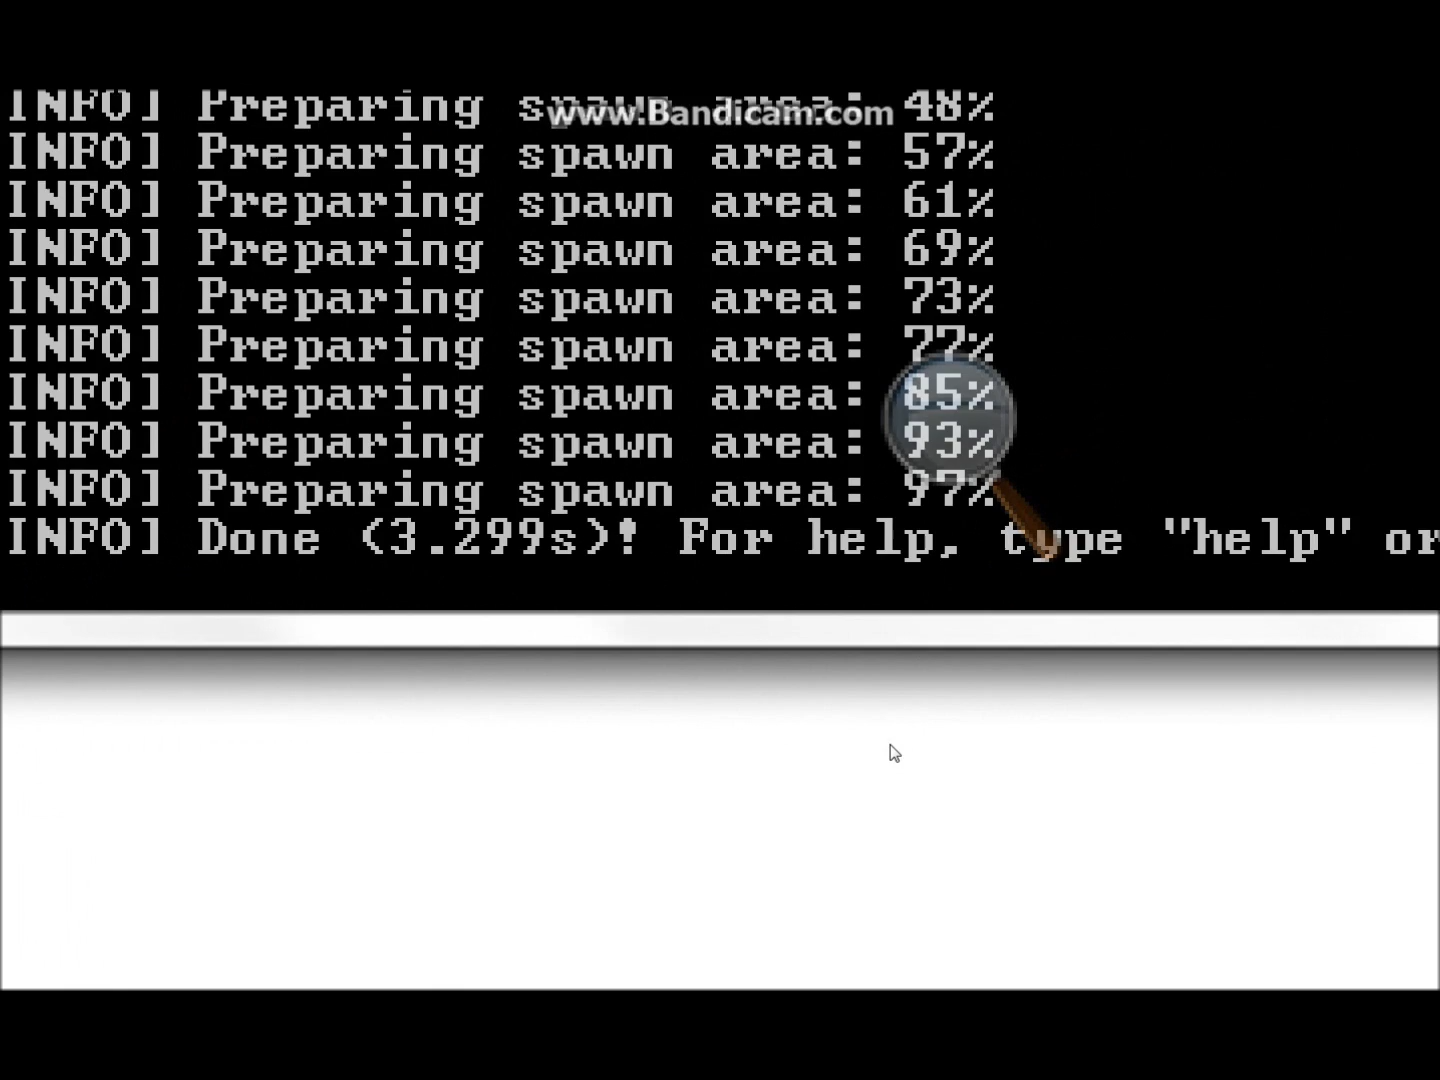 INFO] Preparing spawn area: 48%
www.Bandicam.com
INFO] Preparing spawn area: 57%
INFO] Preparing spawn area: 61%
INFO] Preparing spawn area: 69%
INFO] Preparing spawn area: 73%
INFO] Preparing spawn area: 77%
INFO] Preparing spawn area: 85%
INFO] Preparing spawn area: 93%
INFO] Preparing spawn area: 97%
INFO] Done (3.299s)! For help, type "help" or